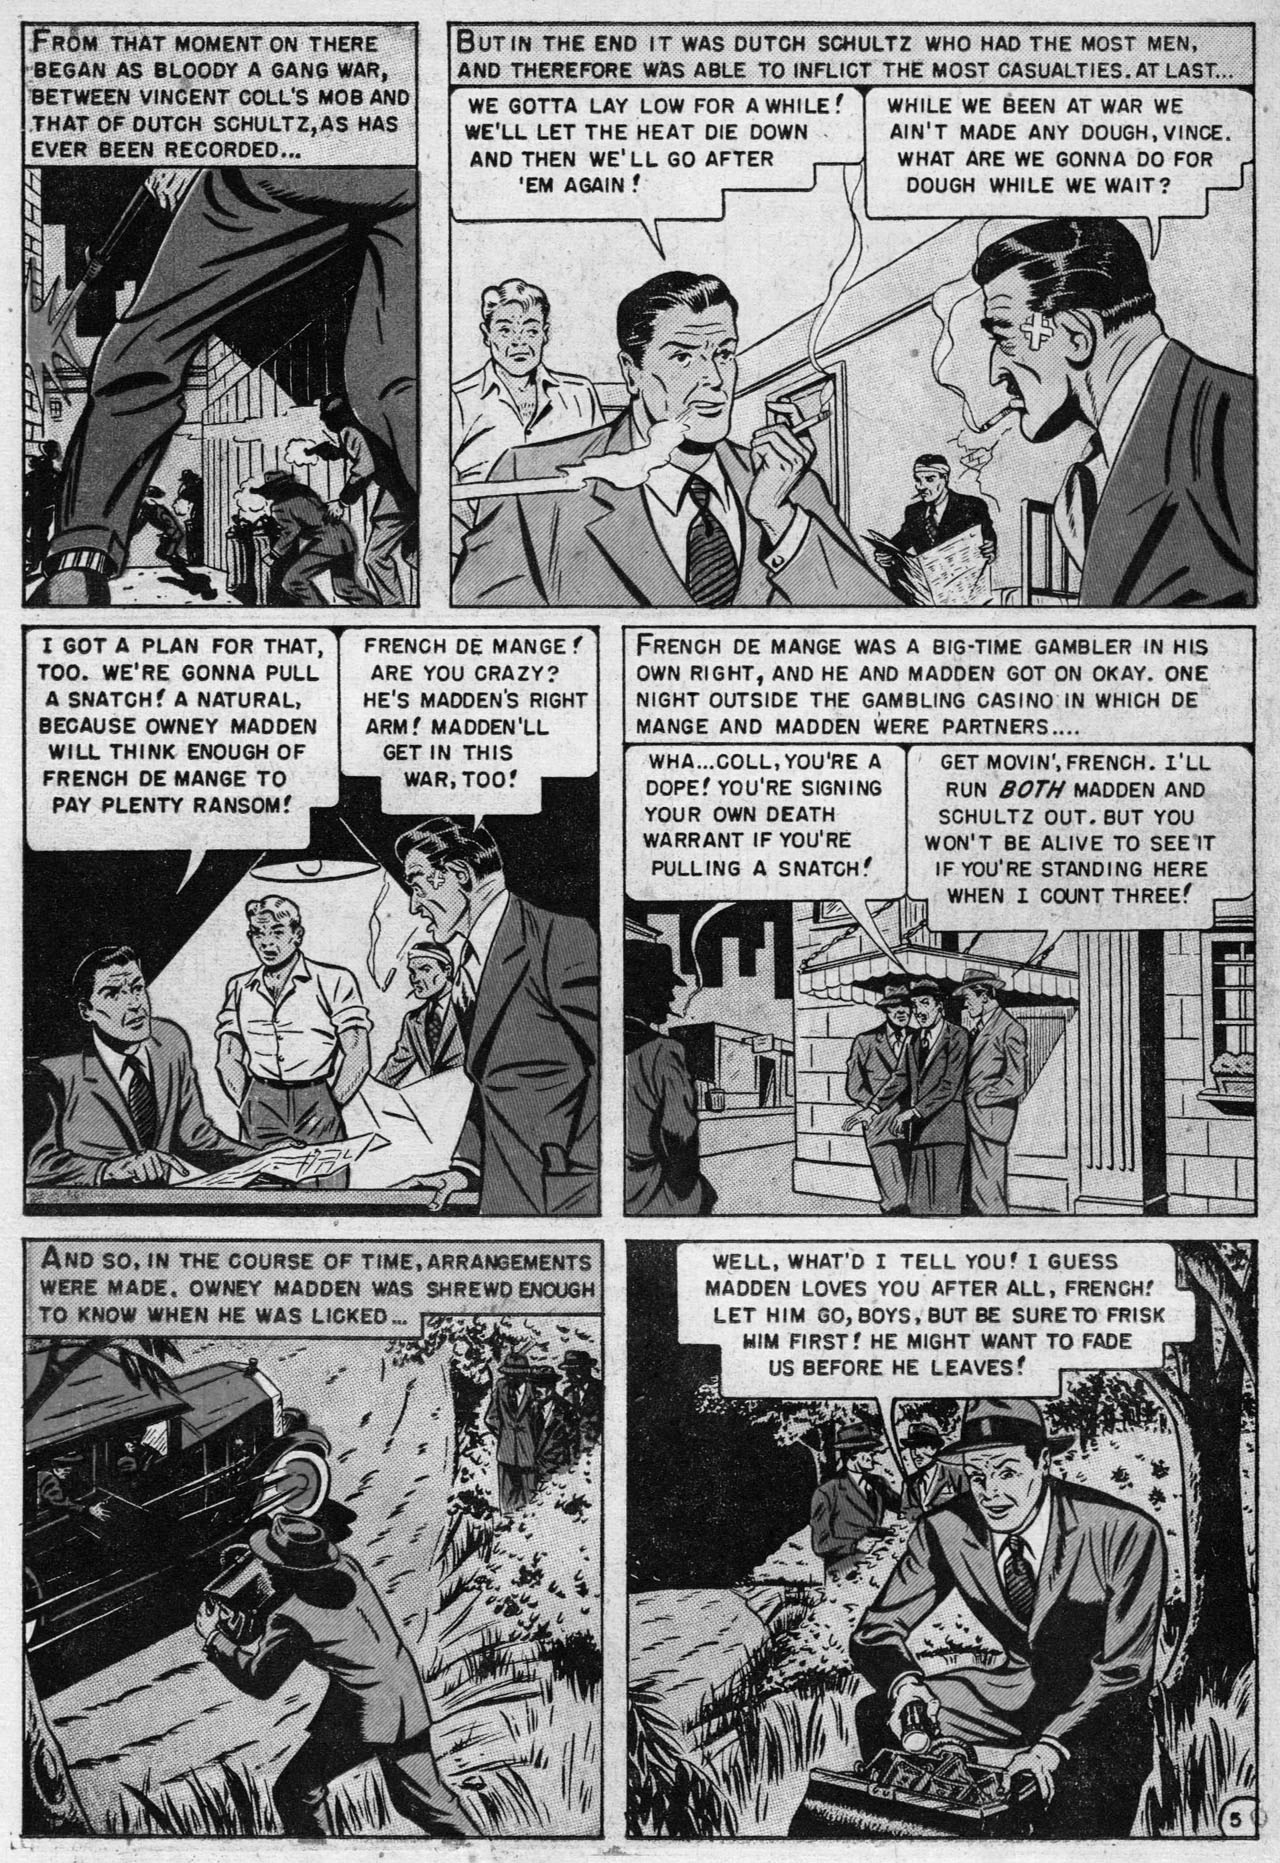 FROM THAT MOMENT ON THERE
BEGAN AS BLOODY A GANG WAR,
BETWEEN VINCENT COLL'S MOB AND
THAT OF DUTCH SCHULTZ, AS HAS
EVER BEEN RECORDED...
BUT IN THE END IT WAS DUTCH SCHULTZ WHO HAD THE MOST MEN,
AND THEREFORE WAS ABLE TO INFLICT THE MOST CASUALTIES. AT LAST...
WE GOTTA LAY LOW FOR A WHILE!
WE'LL LET THE HEAT DIE DOWN
AND THEN WE'LL GO AFTER
'EM AGAIN!
WHILE WE BEEN AT WAR WE
AIN'T MADE ANY DOUGH, VINCE.
WHAT ARE WE GONNA DO FOR
DOUGH WHILE WE WAIT?
I GOT A PLAN FOR THAT,
TOO. WE'RE GONNA PULL
A SNATCH! A NATURAL,
BECAUSE OWNEY MADDEN
WILL THINK ENOUGH OF
FRENCH DE MANGE TO
PAY PLENTY RANSOM!
FRENCH DE MANGE!
ARE YOU CRAZY?
HE'S MADDEN'S RIGHT
ARM! MADDEN'LL
GET IN THIS
WAR, TOO!
FRENCH DE MANGE WAS A BIG-TIME GAMBLER IN HIS
OWN RIGHT, AND HE AND MADDEN GOT ON OKAY. ONE
NIGHT OUTSIDE THE GAMBLING CASINO IN WHICH DE
MANGE AND MADDEN WERE PARTNERS....
WHA...COLL, YOU'RE A
DOPE! YOU'RE SIGNING
YOUR OWN DEATH
WARRANT IF YOU'RE
PULLING A SNATCH!
GET MOVIN', FRENCH. I'LL
RUN BOTH MADDEN AND
SCHULTZ OUT. BUT YOU
WON'T BE ALIVE TO SEE IT
IF YOU'RE STANDING HERE
WHEN I COUNT THREE!
AND SO, IN THE COURSE OF TIME, ARRANGEMENTS
WERE MADE. OWNEY MADDEN WAS SHREWD ENOUGH
TO KNOW WHEN HE WAS LICKED...
WELL, WHAT'D I TELL YOU! I GUESS
MADDEN LOVES YOU AFTER ALL, FRENCH!
LET HIM GO, BOYS, BUT BE SURE TO FRISK
HIM FIRST! HE MIGHT WANT TO FADE
US BEFORE HE LEAVES!
5